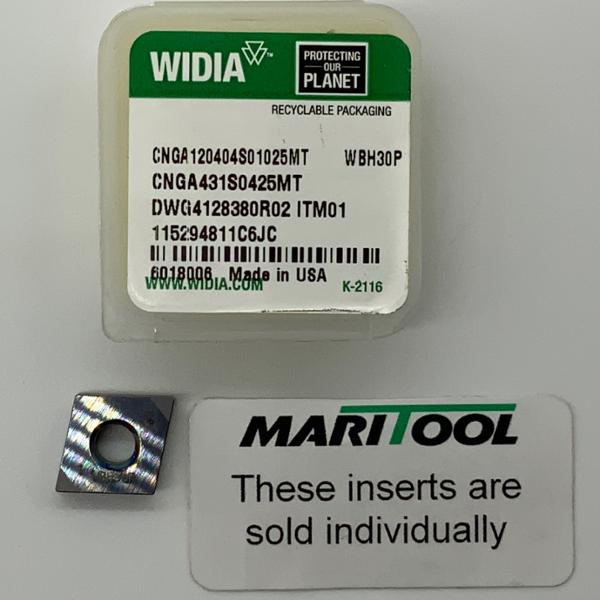 WIDIA™
PROTECTING
OUR
PLANET
RECYCLABLE PACKAGING
CNGA120404S01025MT WBH30P
CNGA431S0425MT
DWG4128380R02 ITM01
115294811C6JC
6018006 Made in USA
WWW.WIDIA.COM K-2116
MARITOOL
These inserts are
sold individually